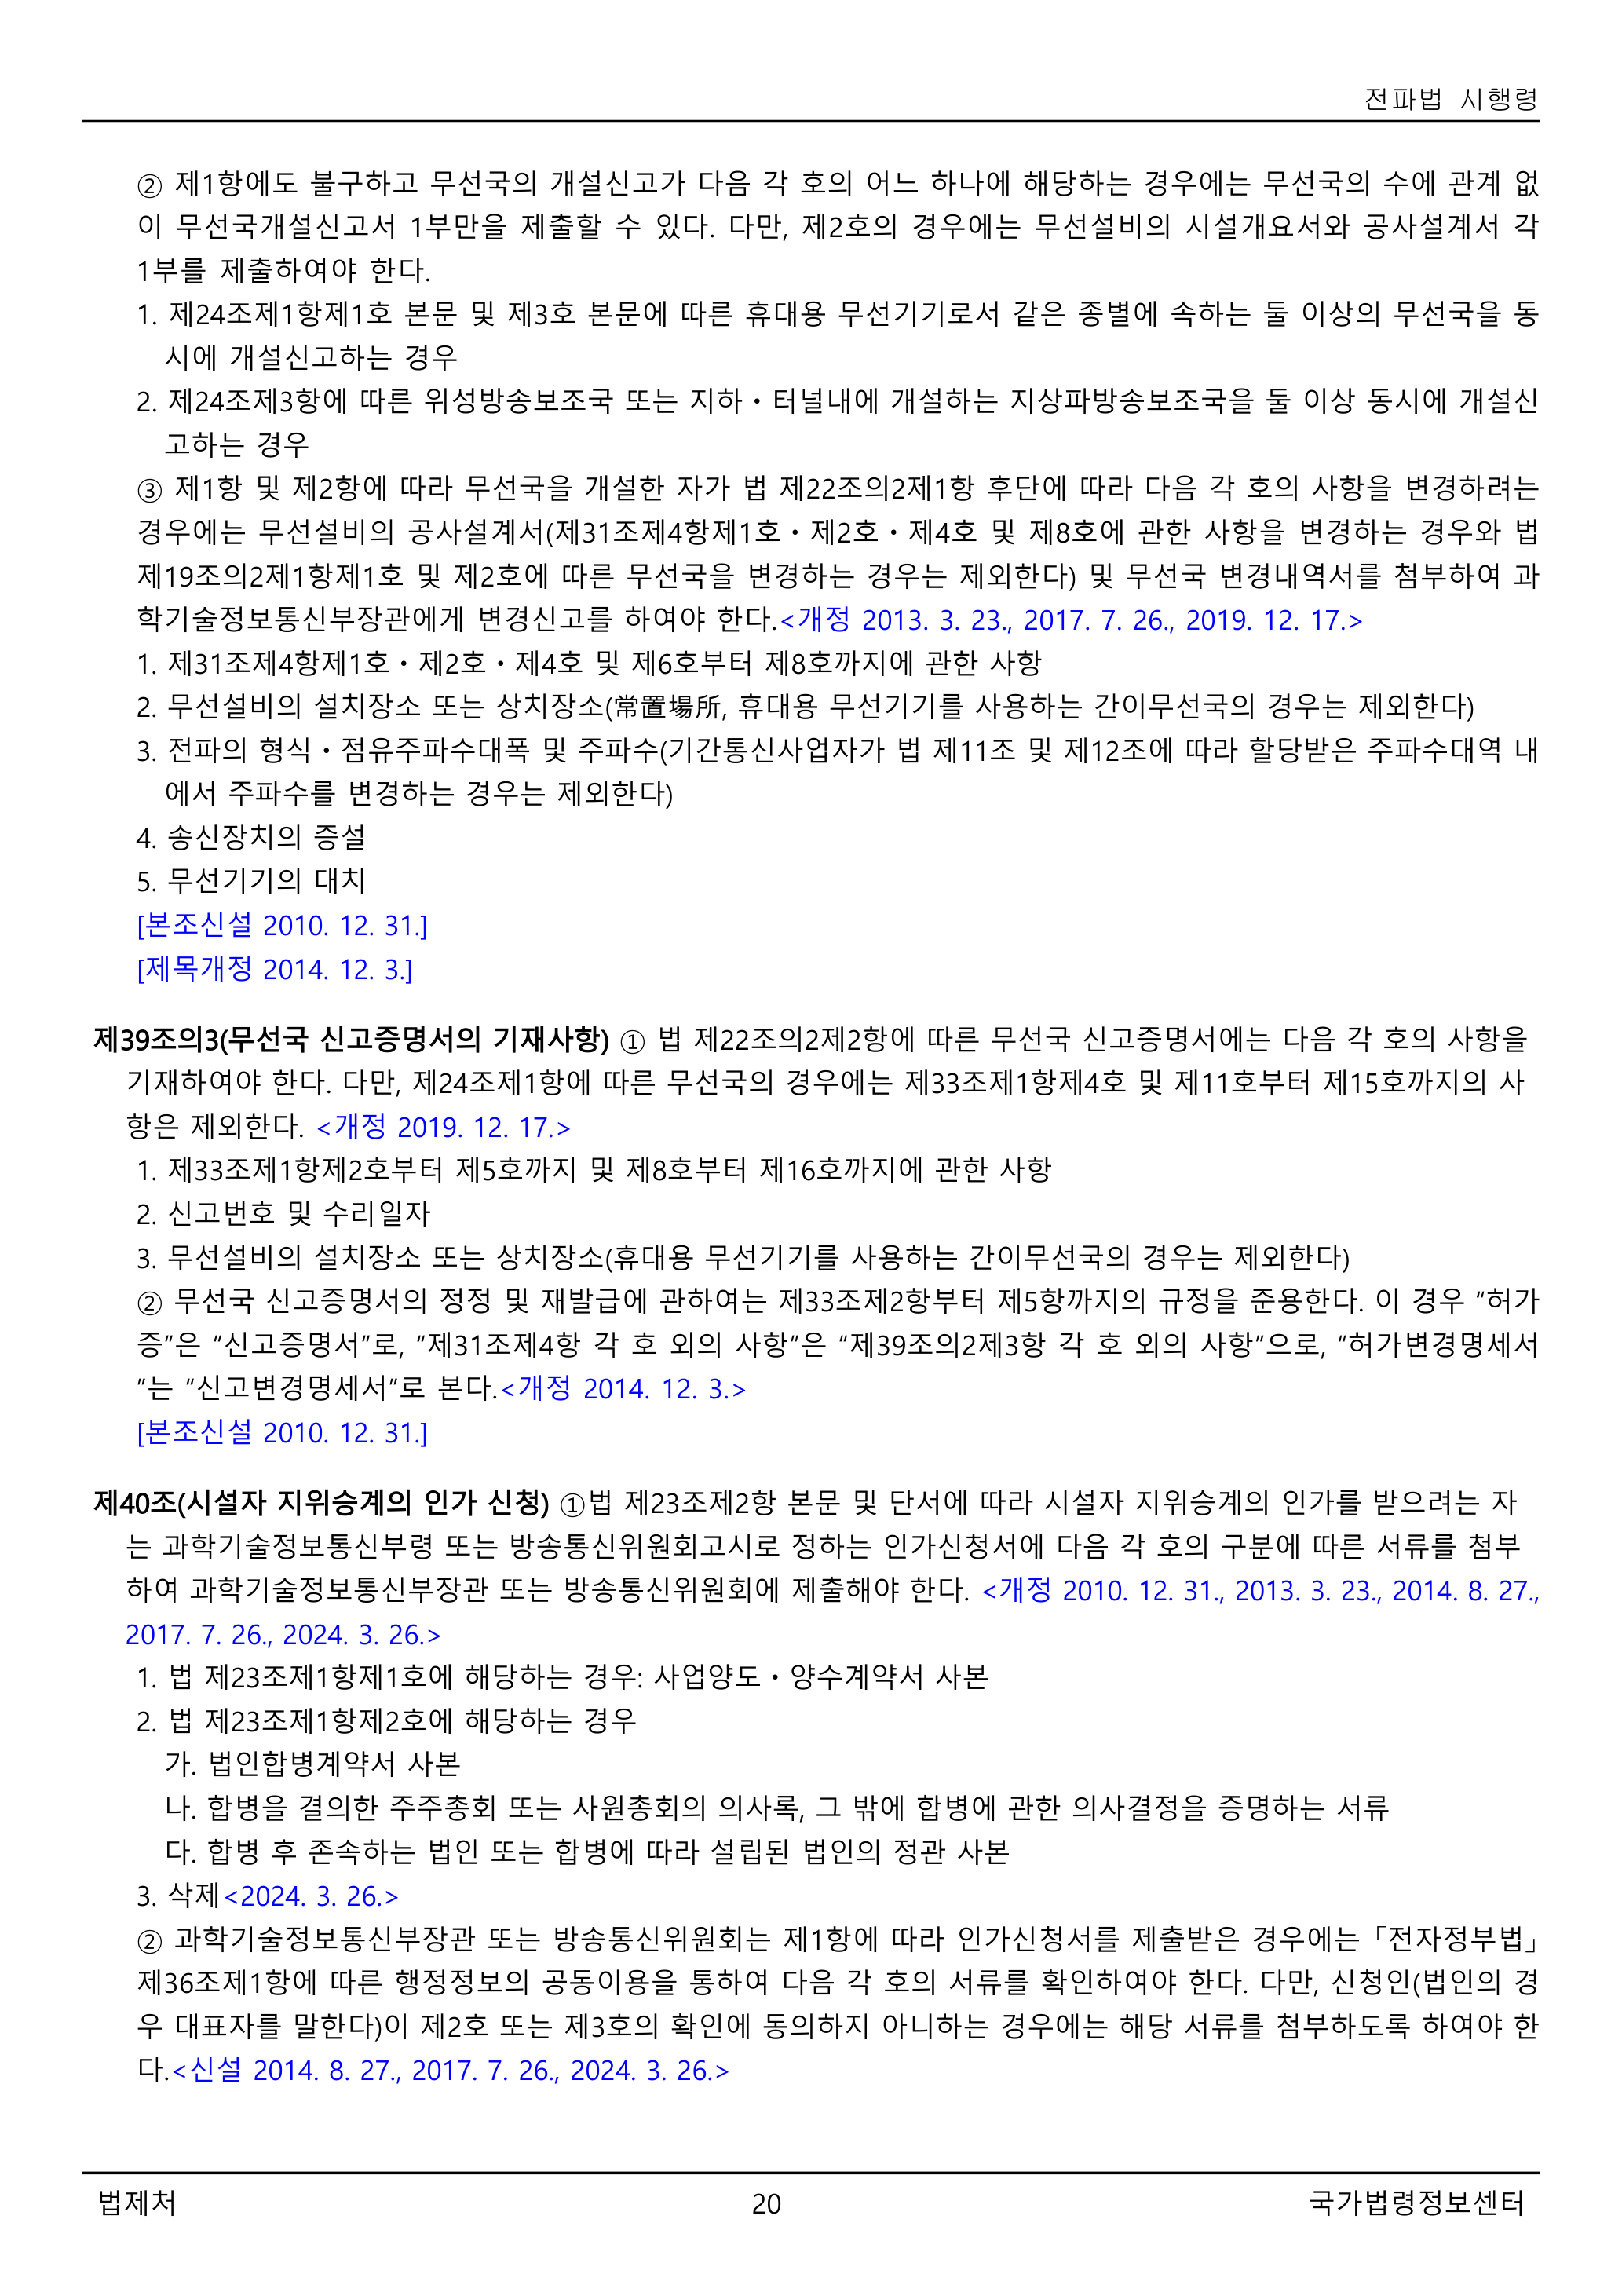 전파법 시행령
② 제1항에도 불구하고 무선국의 개설신고가 다음 각 호의 어느 하나에 해당하는 경우에는 무선국의 수에 관계 없
이 무선국개설신고서 1부만을 제출할 수 있다. 다만, 제2호의 경우에는 무선설비의 시설개요서와 공사설계서 각
1부를 제출하여야 한다.
1. 제24조제1항제1호 본문 및 제3호 본문에 따른 휴대용 무선기기로서 같은 종별에 속하는 둘 이상의 무선국을 동
시에 개설신고하는 경우
2. 제24조제3항에 따른 위성방송보조국 또는 지하ㆍ터널내에 개설하는 지상파방송보조국을 둘 이상 동시에 개설신
고하는 경우
③ 제1항 및 제2항에 따라 무선국을 개설한 자가 법 제22조의2제1항 후단에 따라 다음 각 호의 사항을 변경하려는
경우에는 무선설비의 공사설계서(제31조제4항제1호ㆍ제2호ㆍ제4호 및 제8호에 관한 사항을 변경하는 경우와 법
제19조의2제1항제1호 및 제2호에 따른 무선국을 변경하는 경우는 제외한다) 및 무선국 변경내역서를 첨부하여 과
학기술정보통신부장관에게 변경신고를 하여야 한다.<개정 2013. 3. 23., 2017. 7. 26., 2019. 12. 17.>
1. 제31조제4항제1호ㆍ제2호ㆍ제4호 및 제6호부터 제8호까지에 관한 사항
2. 무선설비의 설치장소 또는 상치장소(常置場所, 휴대용 무선기기를 사용하는 간이무선국의 경우는 제외한다)
3. 전파의 형식ㆍ점유주파수대폭 및 주파수(기간통신사업자가 법 제11조 및 제12조에 따라 할당받은 주파수대역 내
에서 주파수를 변경하는 경우는 제외한다)
4. 송신장치의 증설
5. 무선기기의 대치
[본조신설 2010. 12. 31.]
[제목개정 2014. 12. 3.]
제39조의3(무선국 신고증명서의 기재사항) ① 법 제22조의2제2항에 따른 무선국 신고증명서에는 다음 각 호의 사항을
기재하여야 한다. 다만, 제24조제1항에 따른 무선국의 경우에는 제33조제1항제4호 및 제11호부터 제15호까지의 사
항은 제외한다. <개정 2019. 12. 17.>
1. 제33조제1항제2호부터 제5호까지 및 제8호부터 제16호까지에 관한 사항
2. 신고번호 및 수리일자
3. 무선설비의 설치장소 또는 상치장소(휴대용 무선기기를 사용하는 간이무선국의 경우는 제외한다)
② 무선국 신고증명서의 정정 및 재발급에 관하여는 제33조제2항부터 제5항까지의 규정을 준용한다. 이 경우 “허가
증”은 “신고증명서”로, “제31조제4항 각 호 외의 사항”은 “제39조의2제3항 각 호 외의 사항”으로, “허가변경명세서
”는 “신고변경명세서”로 본다.<개정 2014. 12. 3.>
[본조신설 2010. 12. 31.]
제40조(시설자 지위승계의 인가 신청) ①법 제23조제2항 본문 및 단서에 따라 시설자 지위승계의 인가를 받으려는 자
는 과학기술정보통신부령 또는 방송통신위원회고시로 정하는 인가신청서에 다음 각 호의 구분에 따른 서류를 첨부
하여 과학기술정보통신부장관 또는 방송통신위원회에 제출해야 한다. <개정 2010. 12. 31., 2013. 3. 23., 2014. 8. 27.,
2017. 7. 26., 2024. 3. 26.>
1. 법 제23조제1항제1호에 해당하는 경우: 사업양도ㆍ양수계약서 사본
2. 법 제23조제1항제2호에 해당하는 경우
가. 법인합병계약서 사본
나. 합병을 결의한 주주총회 또는 사원총회의 의사록, 그 밖에 합병에 관한 의사결정을 증명하는 서류
다. 합병 후 존속하는 법인 또는 합병에 따라 설립된 법인의 정관 사본
3. 삭제<2024. 3. 26.>
② 과학기술정보통신부장관 또는 방송통신위원회는 제1항에 따라 인가신청서를 제출받은 경우에는「전자정부법」
제36조제1항에 따른 행정정보의 공동이용을 통하여 다음 각 호의 서류를 확인하여야 한다. 다만, 신청인(법인의 경
우 대표자를 말한다)이 제2호 또는 제3호의 확인에 동의하지 아니하는 경우에는 해당 서류를 첨부하도록 하여야 한
다.<신설 2014. 8. 27., 2017. 7. 26., 2024. 3. 26.>
법제처
20
국가법령정보센터